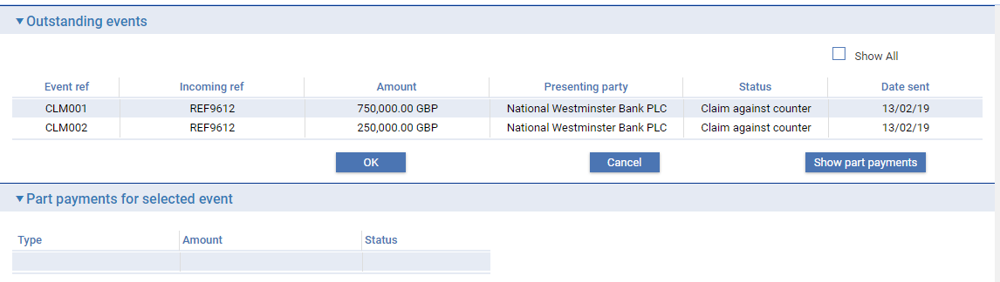 Outstanding events
Show All
Event ref Incoming ref Amount Presenting party Status Date sent
CLM001 REF9612 750,000.00 GBP National Westminster Bank PLC Claim against counter 13/02/19
CLM002 REF9612 250,000.00 GBP National Westminster Bank PLC Claim against counter 13/02/19
OK Cancel Show part payments
Part payments for selected event
Type Amount Status